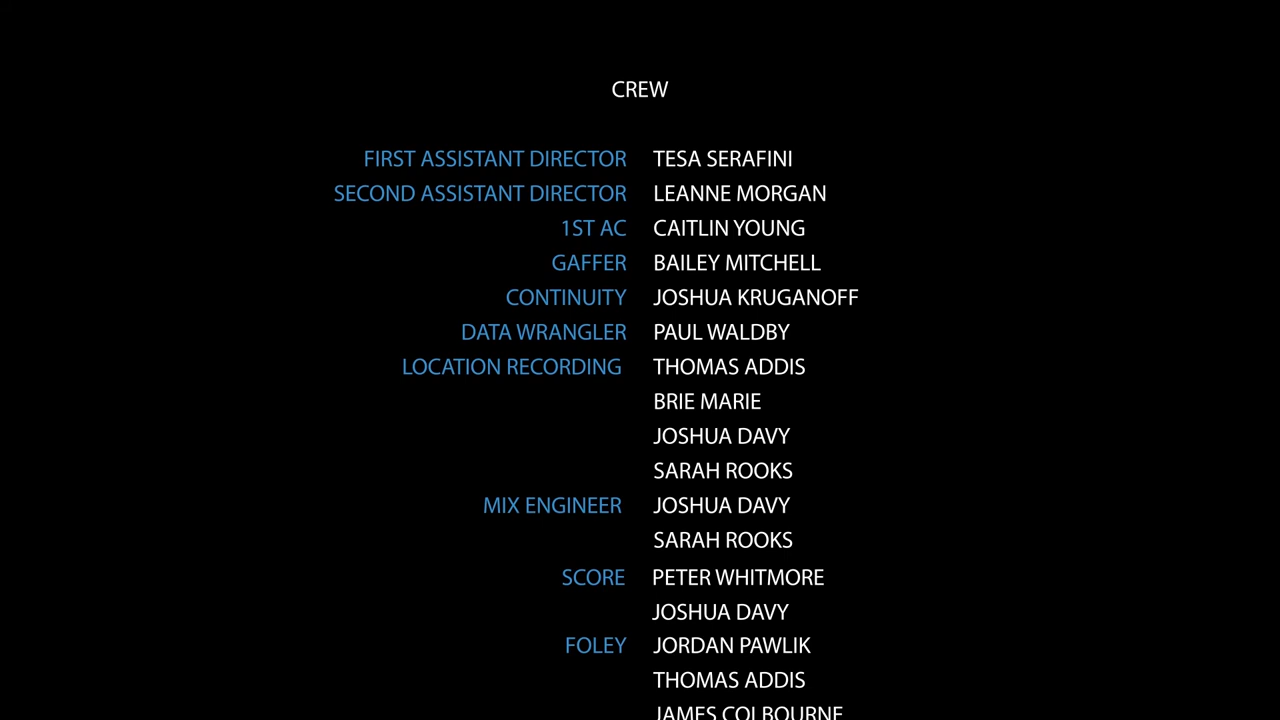 CREW
FIRST ASSISTANT DIRECTOR TESA SERAFINI
SECOND ASSISTANT DIRECTOR LEANNE MORGAN
1ST AC CAITLIN YOUNG
GAFFER BAILEY MITCHELL
CONTINUITY JOSHUA KRUGANOFF
DATA WRANGLER PAUL WALDBY
LOCATION RECORDING THOMAS ADDIS
BRIE MARIE
JOSHUA DAVY
SARAH ROOKS
MIX ENGINEER JOSHUA DAVY
SARAH ROOKS
SCORE PETER WHITMORE
JOSHUA DAVY
FOLEY JORDAN PAWLIK
THOMAS ADDIS
JAMES COLBOURNE